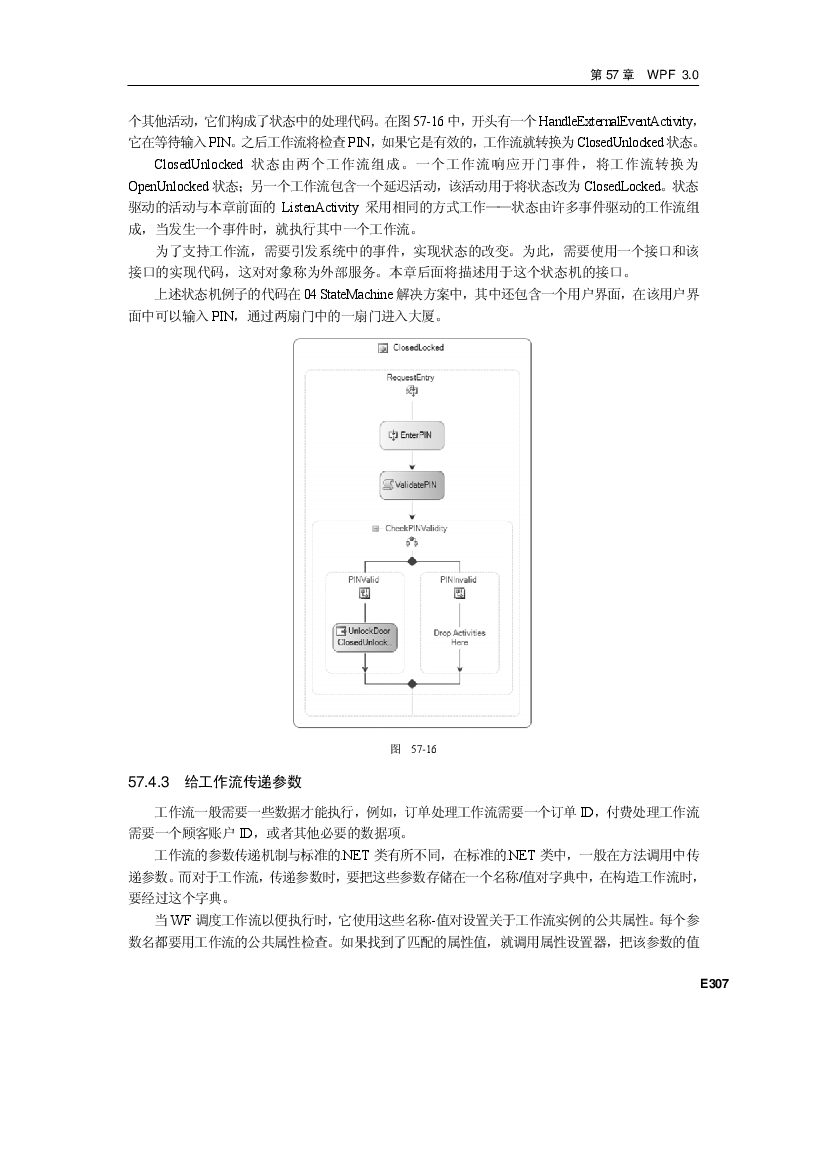 第 57 章 WPF 3.0
个其他活动，它们构成了状态中的处理代码。在图 57-16 中，开头有一个 HandleExternalEventActivity，
它在等待输入 PIN。之后工作流将检查 PIN，如果它是有效的，工作流就转换为 ClosedUnlocked 状态。
ClosedUnlocked 状态由两个工作流组成。一个工作流响应开门事件，将工作流转换为
OpenUnlocked 状态；另一个工作流包含一个延迟活动，该活动用于将状态改为 ClosedLocked。状态
驱动的活动与本章前面的 ListenActivity 采用相同的方式工作——状态由许多事件驱动的工作流组
成，当发生一个事件时，就执行其中一个工作流。
为了支持工作流，需要引发系统中的事件，实现状态的改变。为此，需要使用一个接口和该
接口的实现代码，这对对象称为外部服务。本章后面将描述用于这个状态机的接口。
上述状态机例子的代码在 04 StateMachine 解决方案中，其中还包含一个用户界面，在该用户界
面中可以输入 PIN，通过两扇门中的一扇门进入大厦。
ClosedLocked
RequestEntry
EnterPIN
ValidatePIN
CheckPINValidity
PINValid
PINInvalid
UnlockDoor
ClosedUnlock...
Drop Activities
Here
图 57-16
57.4.3 给工作流传递参数
工作流一般需要一些数据才能执行，例如，订单处理工作流需要一个订单 ID，付费处理工作流
需要一个顾客账户 ID，或者其他必要的数据项。
工作流的参数传递机制与标准的.NET 类有所不同，在标准的.NET 类中，一般在方法调用中传
递参数。而对于工作流，传递参数时，要把这些参数存储在一个名称/值对字典中，在构造工作流时，
要经过这个字典。
当 WF 调度工作流以便执行时，它使用这些名称-值对设置关于工作流实例的公共属性。每个参
数名都要用工作流的公共属性检查。如果找到了匹配的属性值，就调用属性设置器，把该参数的值
E307